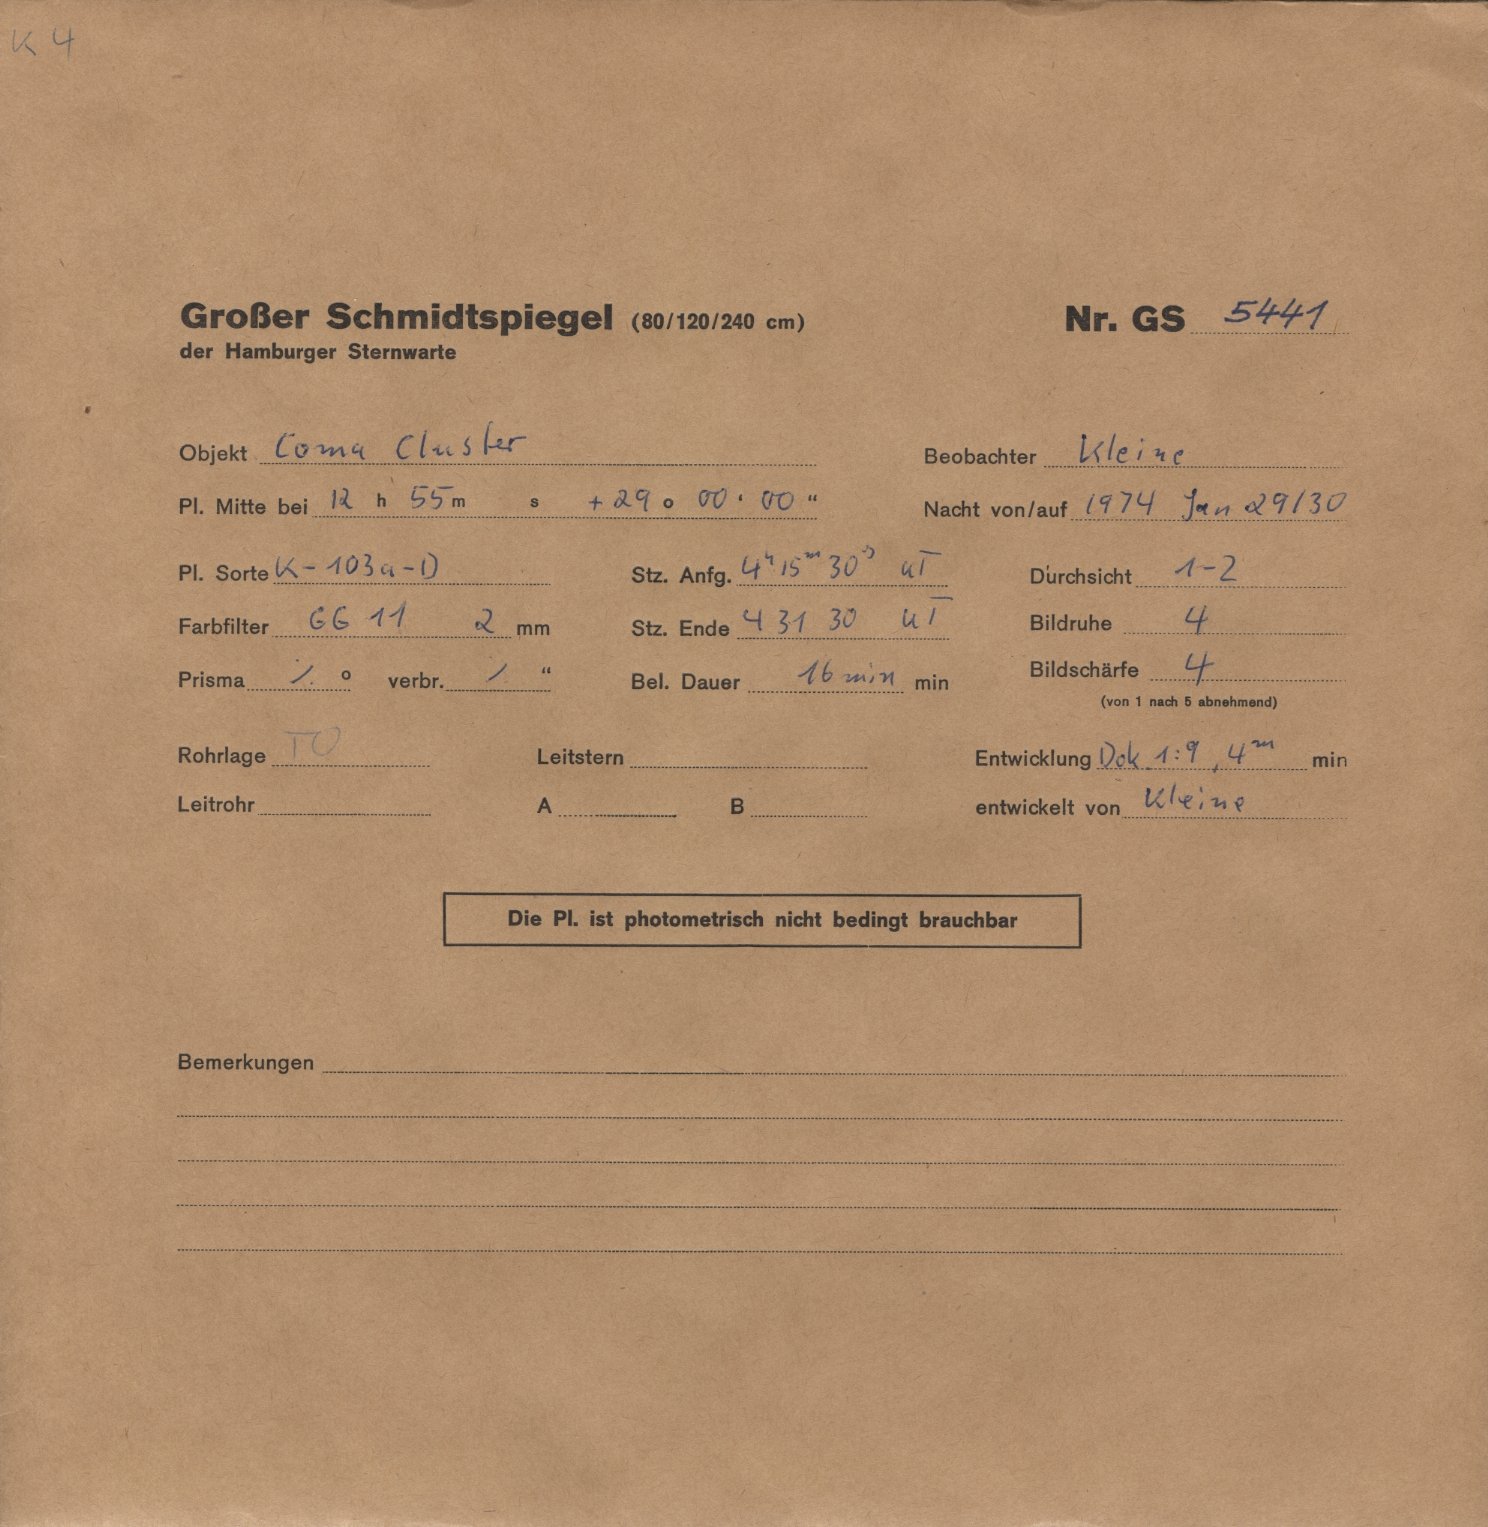 K 4
Großer Schmidtspiegel (80/120/240 cm) Nr. GS 5441
der Hamburger Sternwarte
Objekt Coma Cluster Beobachter Kleine
Pl. Mitte bei 12 h 55 m s +29 o 00 ' 00 " Nacht von/auf 1974 Jan 29/30
Pl. Sorte K-103a-D Stz. Anfg. 4h 15m 30s UT Durchsicht 1-2
Farbfilter GG 11 2 mm Stz. Ende 4 31 30 UT Bildruhe 4
Prisma ./. o verbr. ./. " Bel. Dauer 16 min min Bildschärfe 4
(von 1 nach 5 abnehmend)
Rohrlage TO Leitstern Entwicklung Dok 1:9, 4m min
Leitrohr A B entwickelt von Kleine
Die Pl. ist photometrisch nicht bedingt brauchbar
Bemerkungen